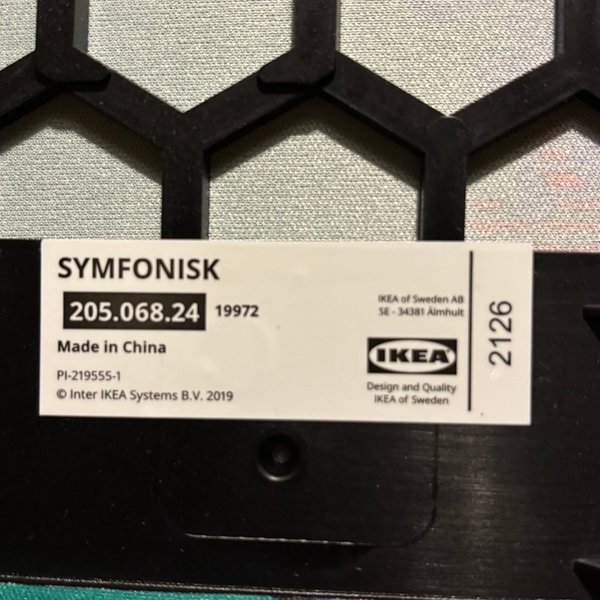 SYMFONISK
205.068.24 19972
Made in China
PI-219555-1
© Inter IKEA Systems B.V. 2019
IKEA of Sweden AB
SE - 34381 Älmhult
IKEA
Design and Quality
IKEA of Sweden
2126